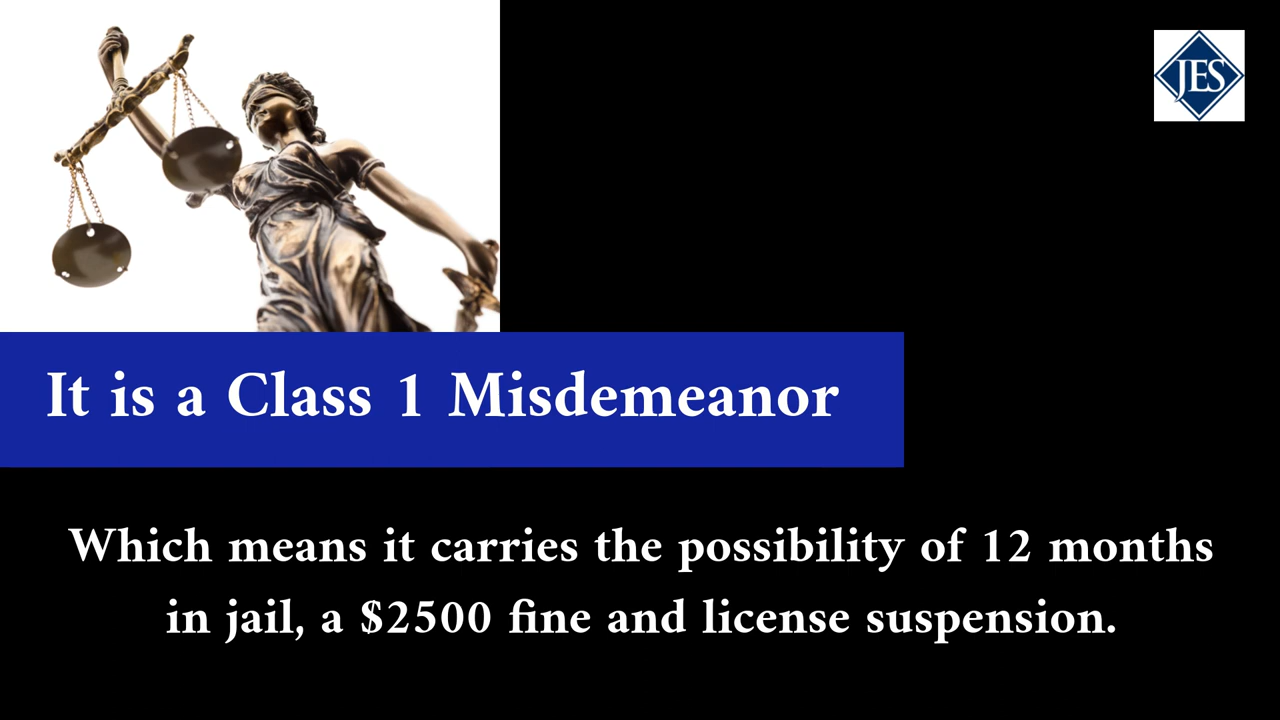 JES
It is a Class 1 Misdemeanor
Which means it carries the possibility of 12 months
in jail, a $2500 fine and license suspension.